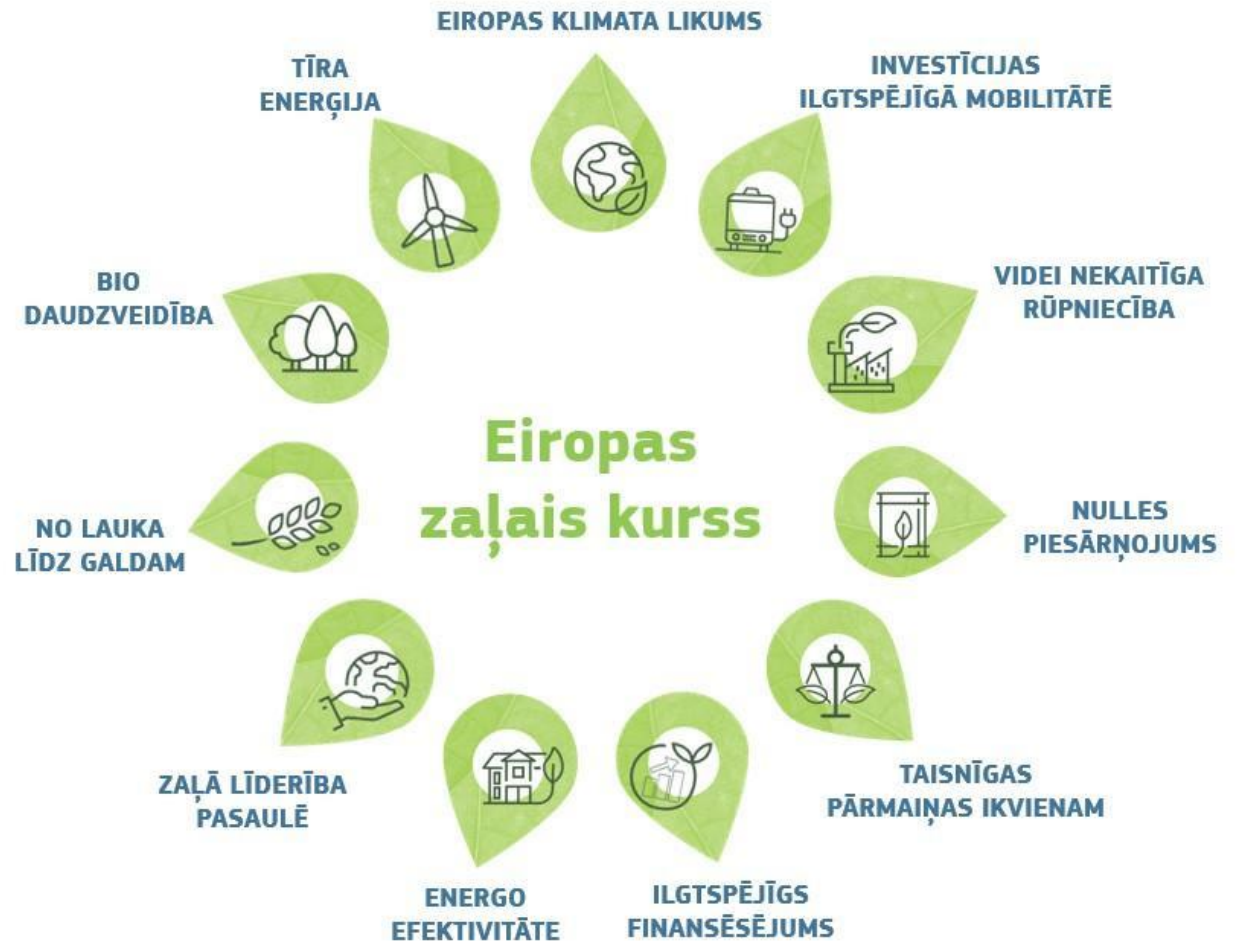 EIROPAS KLIMATA LIKUMS
INVESTĪCIJAS
ILGTSPĒJĪGĀ MOBILITĀTĒ
VIDEI NEKAITĪGA
RŪPNIECĪBA
NULLES
PIESĀRŅOJUMS
TAISNĪGAS
PĀRMAIŅAS IKVIENAM
ILGTSPĒJĪGS
FINANSĒSĒJUMS
ENERGO
EFEKTIVITĀTE
ZAĻĀ LĪDERĪBA
PASAULĒ
NO LAUKA
LĪDZ GALDAM
BIO
DAUDZVEIDĪBA
TĪRA
ENERĢIJA
Eiropas
zaļais kurss